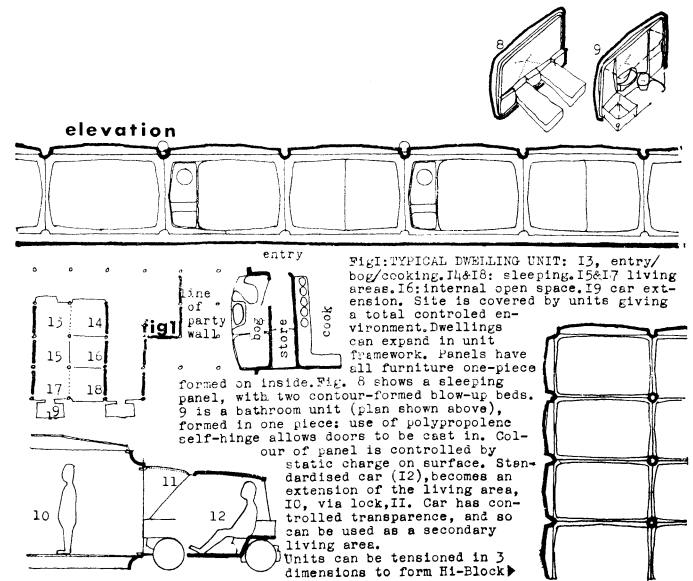 8
9
elevation
entry
bog
store
cook
line
of
party
wall
fig1
13 14
15 16
17 18
19
FigI:TYPICAL DWELLING UNIT: I3, entry/
bog/cooking.I4&I8: sleeping.I5&I7 living
areas.I6:internal open space.I9 car ext-
ension. Site is covered by units giving
a total controled en-
vironment.Dwellings
can expand in unit
framework. Panels have
all furniture one-piece
formed on inside.Fig. 8 shows a sleeping
panel, with two contour-formed blow-up beds.
9 is a bathroom unit (plan shown above),
formed in one piece: use of polypropolene
self-hinge allows doors to be cast in. Col-
our of panel is controlled by
static charge on surface. Stan-
dardised car (I2),becomes an
extension of the living area,
IO, via lock,II. Car has con-
trolled transparence, and so
can be used as a secondary
living area.
Units can be tensioned in 3
dimensions to form Hi-Block
10
11
12